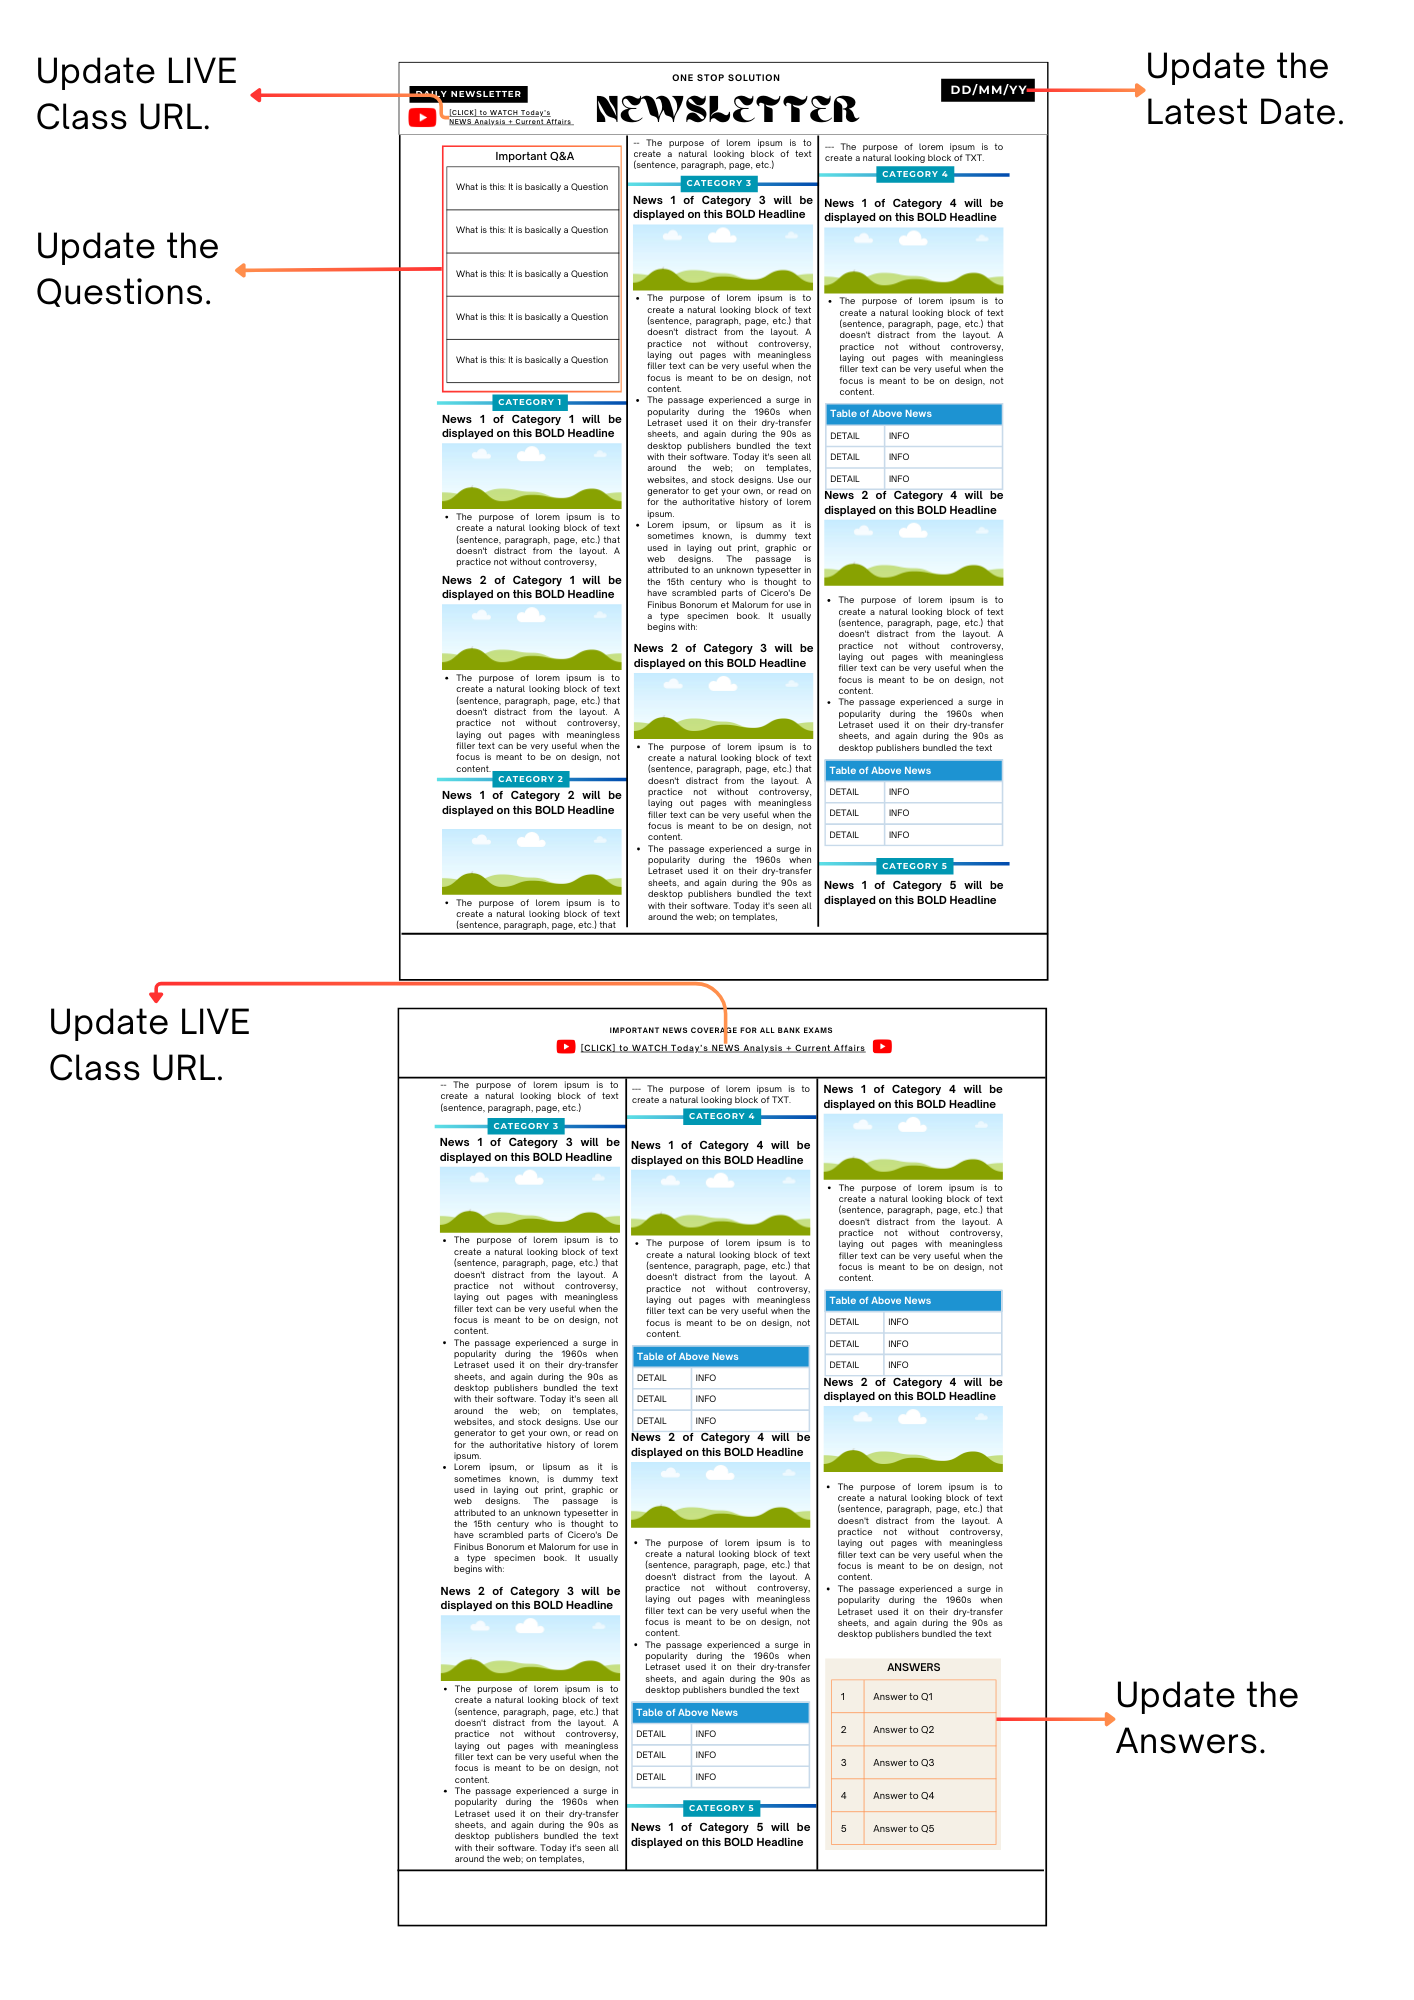 Update LIVE
Class URL.
Update the
Questions.
Update the
Latest Date.
ONE STOP SOLUTION
DAILY NEWSLETTER
NEWSLETTER
DD/MM/YY
[CLICK] to WATCH Today's
NEWS Analysis + Current Affairs
Important Q&A
What is this: It is basically a Question
What is this: It is basically a Question
What is this: It is basically a Question
What is this: It is basically a Question
What is this: It is basically a Question
CATEGORY 1
News 1 of Category 1 will be
displayed on this BOLD Headline
• The purpose of lorem ipsum is to
create a natural looking block of text
(sentence, paragraph, page, etc.) that
doesn't distract from the layout. A
practice not without controversy,
News 2 of Category 1 will be
displayed on this BOLD Headline
• The purpose of lorem ipsum is to
create a natural looking block of text
(sentence, paragraph, page, etc.) that
doesn't distract from the layout. A
practice not without controversy,
laying out pages with meaningless
filler text can be very useful when the
focus is meant to be on design, not
content.
CATEGORY 2
News 1 of Category 2 will be
displayed on this BOLD Headline
• The purpose of lorem ipsum is to
create a natural looking block of text
(sentence, paragraph, page, etc.) that
-- The purpose of lorem ipsum is to
create a natural looking block of text
(sentence, paragraph, page, etc.)
CATEGORY 3
News 1 of Category 3 will be
displayed on this BOLD Headline
• The purpose of lorem ipsum is to
create a natural looking block of text
(sentence, paragraph, page, etc.) that
doesn't distract from the layout. A
practice not without controversy,
laying out pages with meaningless
filler text can be very useful when the
focus is meant to be on design, not
content.
• The passage experienced a surge in
popularity during the 1960s when
Letraset used it on their dry-transfer
sheets, and again during the 90s as
desktop publishers bundled the text
with their software. Today it's seen all
around the web; on templates,
websites, and stock designs. Use our
generator to get your own, or read on
for the authoritative history of lorem
ipsum.
• Lorem ipsum, or lipsum as it is
sometimes known, is dummy text
used in laying out print, graphic or
web designs. The passage is
attributed to an unknown typesetter in
the 15th century who is thought to
have scrambled parts of Cicero's De
Finibus Bonorum et Malorum for use in
a type specimen book. It usually
begins with:
News 2 of Category 3 will be
displayed on this BOLD Headline
• The purpose of lorem ipsum is to
create a natural looking block of text
(sentence, paragraph, page, etc.) that
doesn't distract from the layout. A
practice not without controversy,
laying out pages with meaningless
filler text can be very useful when the
focus is meant to be on design, not
content.
• The passage experienced a surge in
popularity during the 1960s when
Letraset used it on their dry-transfer
sheets, and again during the 90s as
desktop publishers bundled the text
with their software. Today it's seen all
around the web; on templates,
--- The purpose of lorem ipsum is to
create a natural looking block of TXT.
CATEGORY 4
News 1 of Category 4 will be
displayed on this BOLD Headline
• The purpose of lorem ipsum is to
create a natural looking block of text
(sentence, paragraph, page, etc.) that
doesn't distract from the layout. A
practice not without controversy,
laying out pages with meaningless
filler text can be very useful when the
focus is meant to be on design, not
content.
Table of Above News
DETAIL INFO
DETAIL INFO
DETAIL INFO
News 2 of Category 4 will be
displayed on this BOLD Headline
• The purpose of lorem ipsum is to
create a natural looking block of text
(sentence, paragraph, page, etc.) that
doesn't distract from the layout. A
practice not without controversy,
laying out pages with meaningless
filler text can be very useful when the
focus is meant to be on design, not
content.
• The passage experienced a surge in
popularity during the 1960s when
Letraset used it on their dry-transfer
sheets, and again during the 90s as
desktop publishers bundled the text
Table of Above News
DETAIL INFO
DETAIL INFO
DETAIL INFO
CATEGORY 5
News 1 of Category 5 will be
displayed on this BOLD Headline
Update LIVE
Class URL.
IMPORTANT NEWS COVERAGE FOR ALL BANK EXAMS
[CLICK] to WATCH Today's NEWS Analysis + Current Affairs
-- The purpose of lorem ipsum is to
create a natural looking block of text
(sentence, paragraph, page, etc.)
CATEGORY 3
News 1 of Category 3 will be
displayed on this BOLD Headline
• The purpose of lorem ipsum is to
create a natural looking block of text
(sentence, paragraph, page, etc.) that
doesn't distract from the layout. A
practice not without controversy,
laying out pages with meaningless
filler text can be very useful when the
focus is meant to be on design, not
content.
• The passage experienced a surge in
popularity during the 1960s when
Letraset used it on their dry-transfer
sheets, and again during the 90s as
desktop publishers bundled the text
with their software. Today it's seen all
around the web; on templates,
websites, and stock designs. Use our
generator to get your own, or read on
for the authoritative history of lorem
ipsum.
• Lorem ipsum, or lipsum as it is
sometimes known, is dummy text
used in laying out print, graphic or
web designs. The passage is
attributed to an unknown typesetter in
the 15th century who is thought to
have scrambled parts of Cicero's De
Finibus Bonorum et Malorum for use in
a type specimen book. It usually
begins with:
News 2 of Category 3 will be
displayed on this BOLD Headline
• The purpose of lorem ipsum is to
create a natural looking block of text
(sentence, paragraph, page, etc.) that
doesn't distract from the layout. A
practice not without controversy,
laying out pages with meaningless
filler text can be very useful when the
focus is meant to be on design, not
content.
• The passage experienced a surge in
popularity during the 1960s when
Letraset used it on their dry-transfer
sheets, and again during the 90s as
desktop publishers bundled the text
with their software. Today it's seen all
around the web; on templates,
--- The purpose of lorem ipsum is to
create a natural looking block of TXT.
CATEGORY 4
News 1 of Category 4 will be
displayed on this BOLD Headline
• The purpose of lorem ipsum is to
create a natural looking block of text
(sentence, paragraph, page, etc.) that
doesn't distract from the layout. A
practice not without controversy,
laying out pages with meaningless
filler text can be very useful when the
focus is meant to be on design, not
content.
Table of Above News
DETAIL INFO
DETAIL INFO
DETAIL INFO
News 2 of Category 4 will be
displayed on this BOLD Headline
• The purpose of lorem ipsum is to
create a natural looking block of text
(sentence, paragraph, page, etc.) that
doesn't distract from the layout. A
practice not without controversy,
laying out pages with meaningless
filler text can be very useful when the
focus is meant to be on design, not
content.
• The passage experienced a surge in
popularity during the 1960s when
Letraset used it on their dry-transfer
sheets, and again during the 90s as
desktop publishers bundled the text
Table of Above News
DETAIL INFO
DETAIL INFO
DETAIL INFO
CATEGORY 5
News 1 of Category 5 will be
displayed on this BOLD Headline
News 1 of Category 4 will be
displayed on this BOLD Headline
• The purpose of lorem ipsum is to
create a natural looking block of text
(sentence, paragraph, page, etc.) that
doesn't distract from the layout. A
practice not without controversy,
laying out pages with meaningless
filler text can be very useful when the
focus is meant to be on design, not
content.
Table of Above News
DETAIL INFO
DETAIL INFO
DETAIL INFO
News 2 of Category 4 will be
displayed on this BOLD Headline
• The purpose of lorem ipsum is to
create a natural looking block of text
(sentence, paragraph, page, etc.) that
doesn't distract from the layout. A
practice not without controversy,
laying out pages with meaningless
filler text can be very useful when the
focus is meant to be on design, not
content.
• The passage experienced a surge in
popularity during the 1960s when
Letraset used it on their dry-transfer
sheets, and again during the 90s as
desktop publishers bundled the text
ANSWERS
1 Answer to Q1
2 Answer to Q2
3 Answer to Q3
4 Answer to Q4
5 Answer to Q5
Update the
Answers.